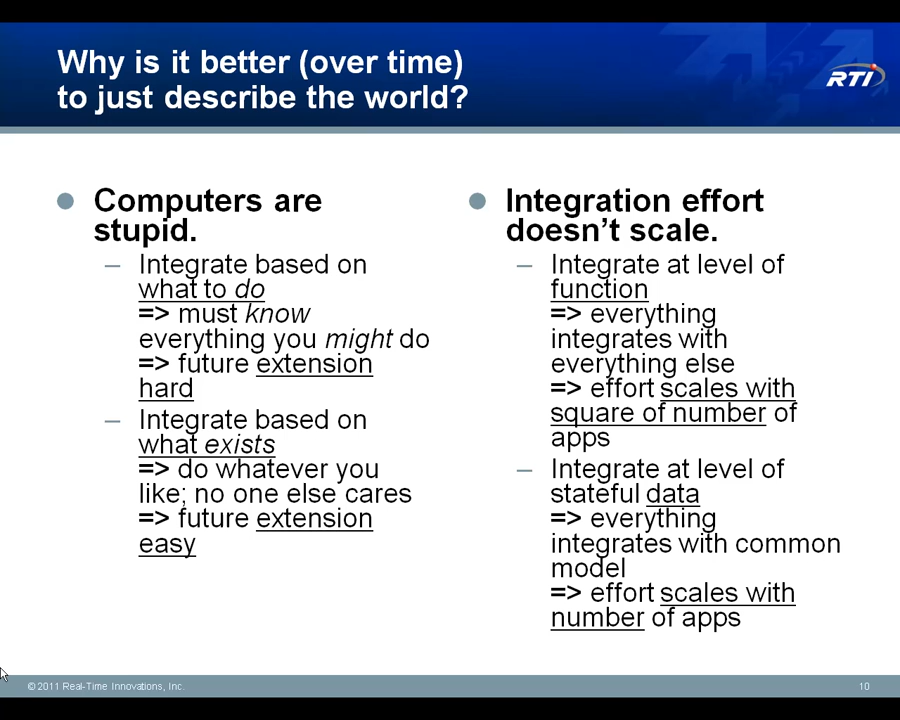 Why is it better (over time)
to just describe the world?
RTI
Computers are
stupid.
– Integrate based on
what to do
=> must know
everything you might do
=> future extension
hard
– Integrate based on
what exists
=> do whatever you
like; no one else cares
=> future extension
easy
Integration effort
doesn’t scale.
– Integrate at level of
function
=> everything
integrates with
everything else
=> effort scales with
square of number of
apps
– Integrate at level of
stateful data
=> everything
integrates with common
model
=> effort scales with
number of apps
© 2011 Real-Time Innovations, Inc.
10